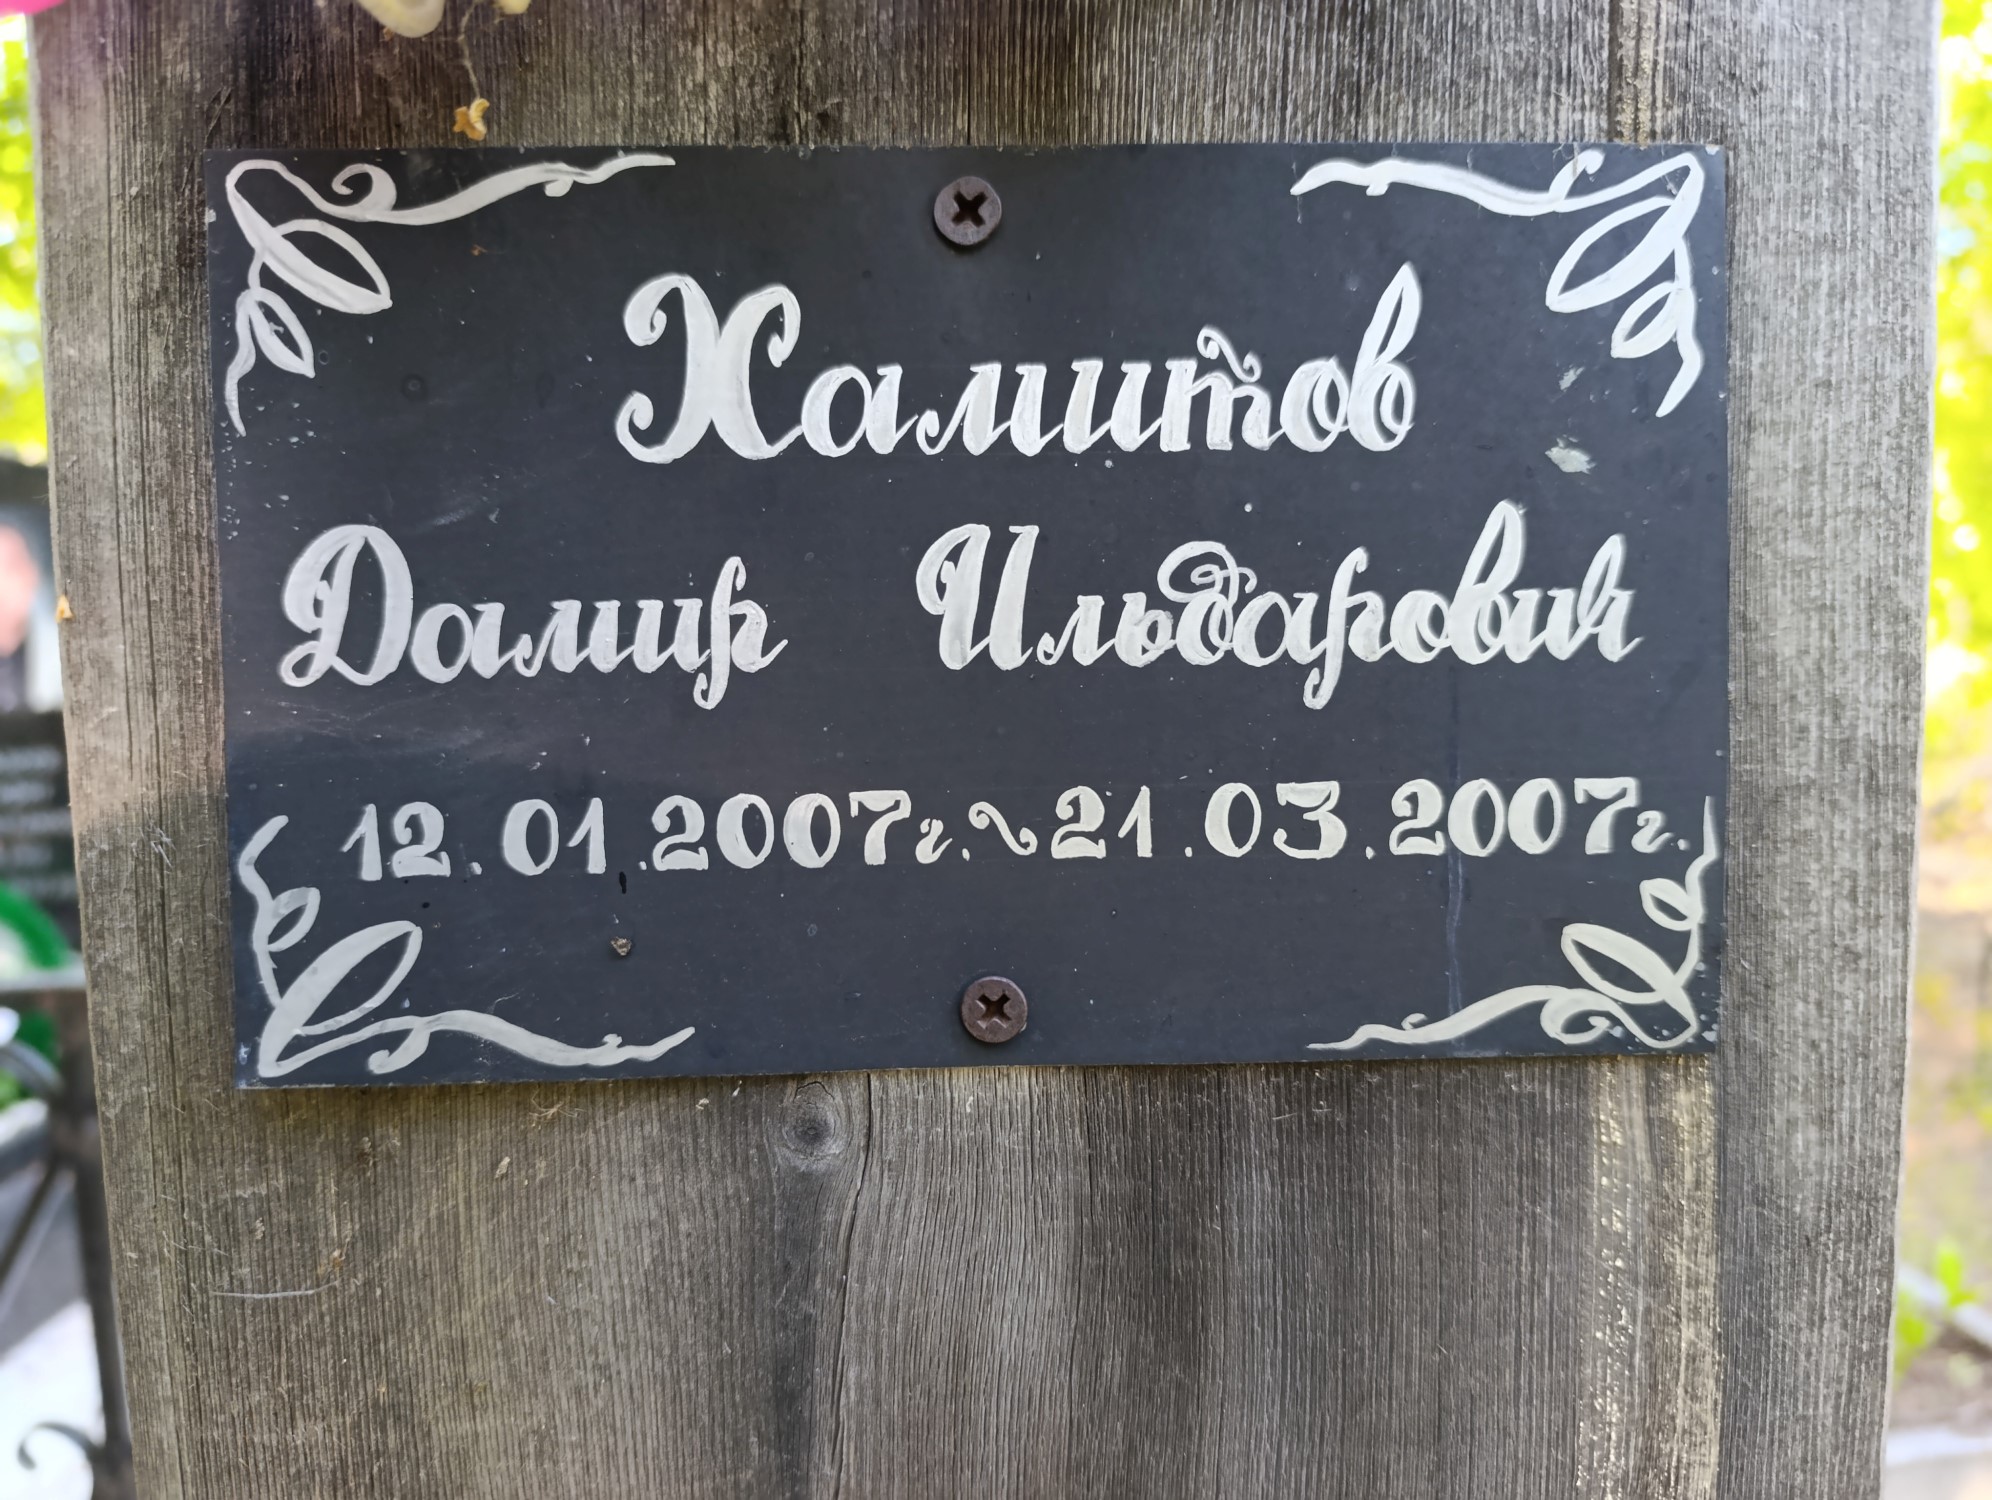 Хамитов
Дамир Ильдарович
12.01.2007г.~21.03.2007г.